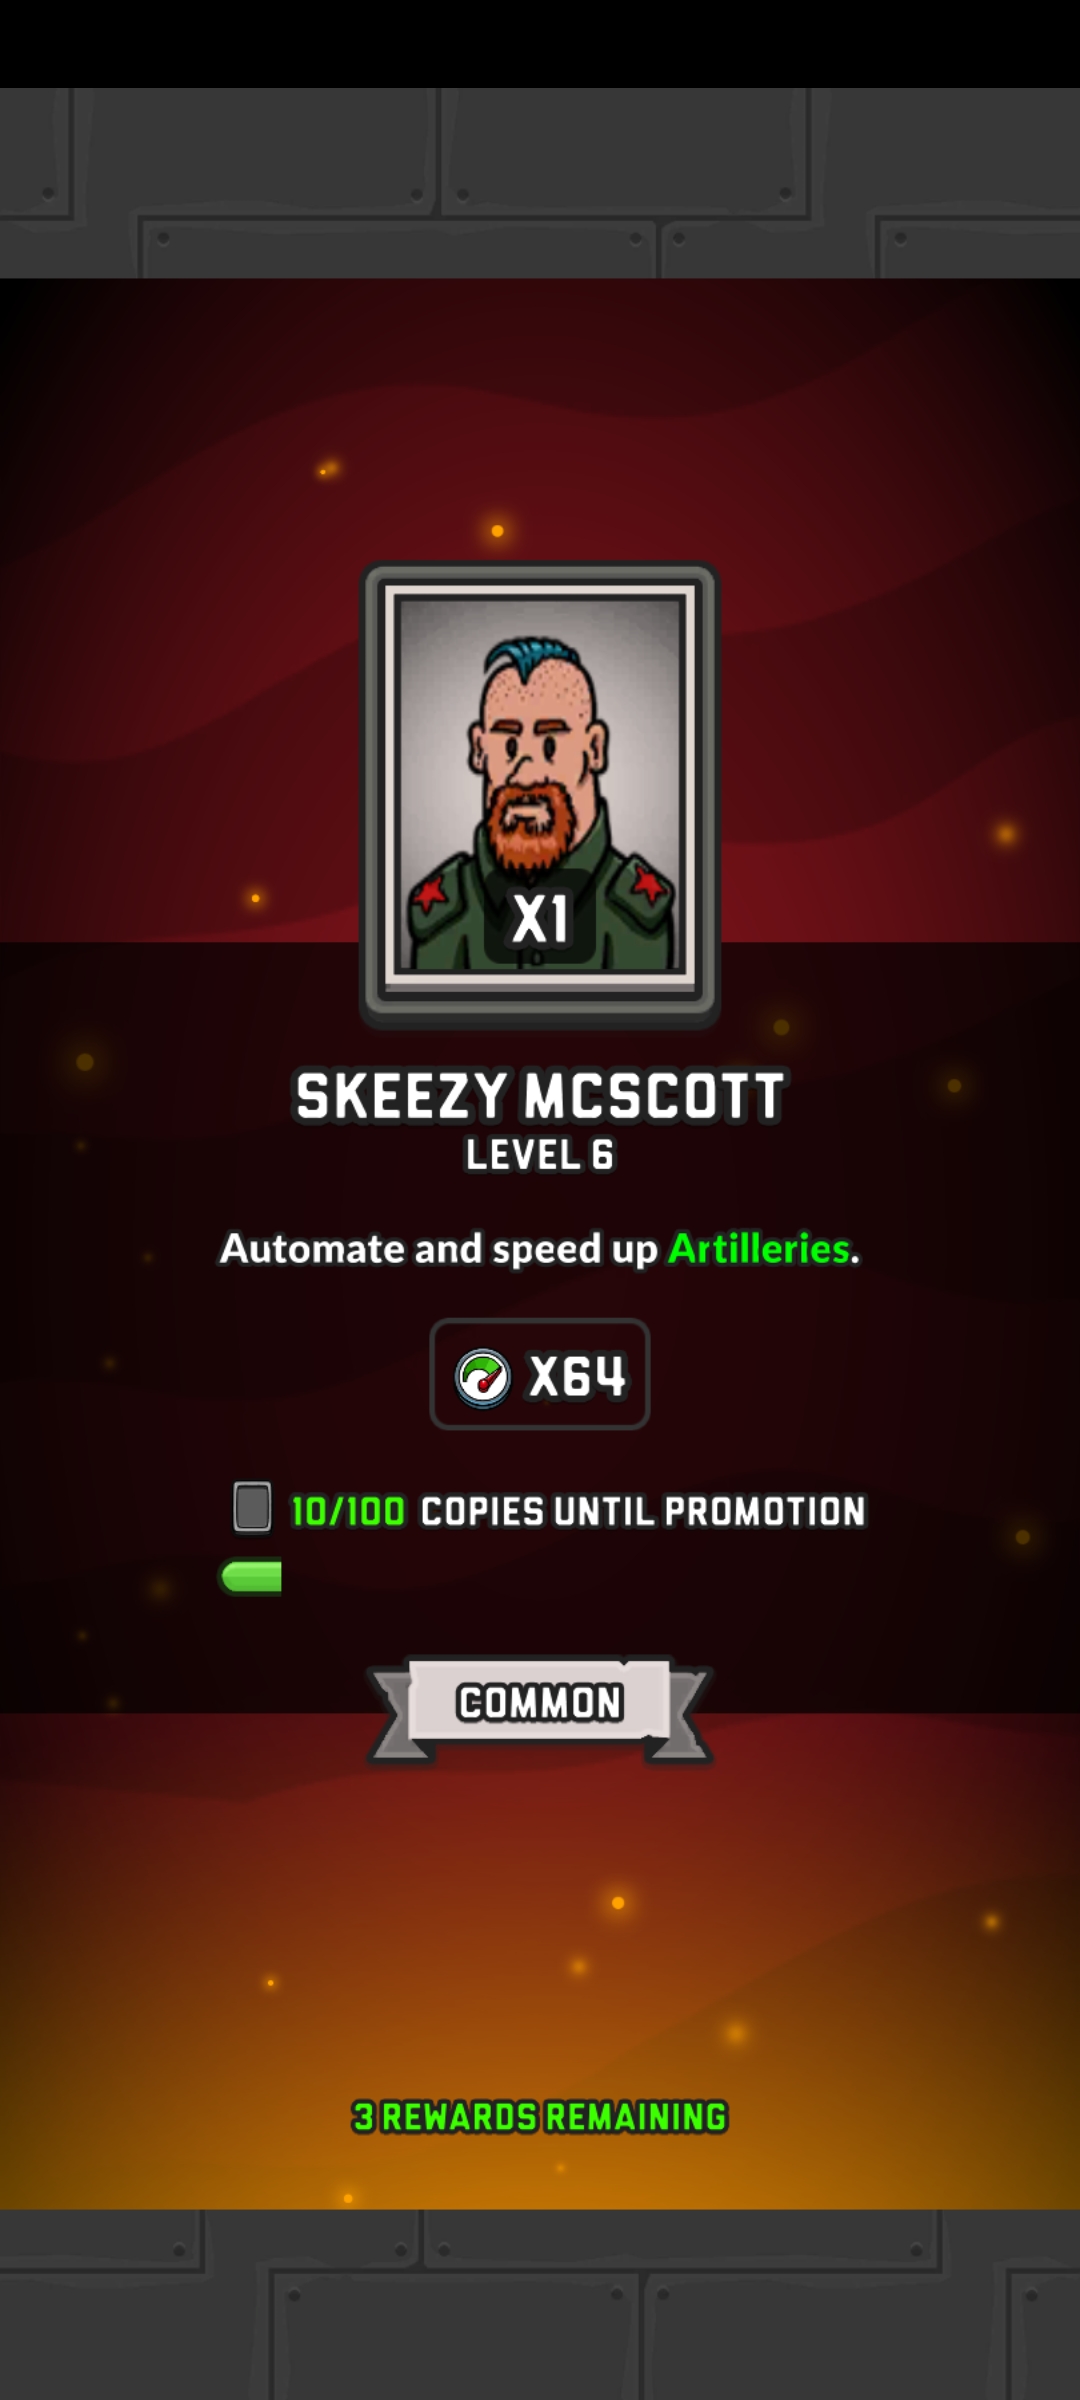 X1
SKEEZY MCSCOTT
LEVEL 6
Automate and speed up Artilleries.
X64
10/100 COPIES UNTIL PROMOTION
COMMON
3 REWARDS REMAINING